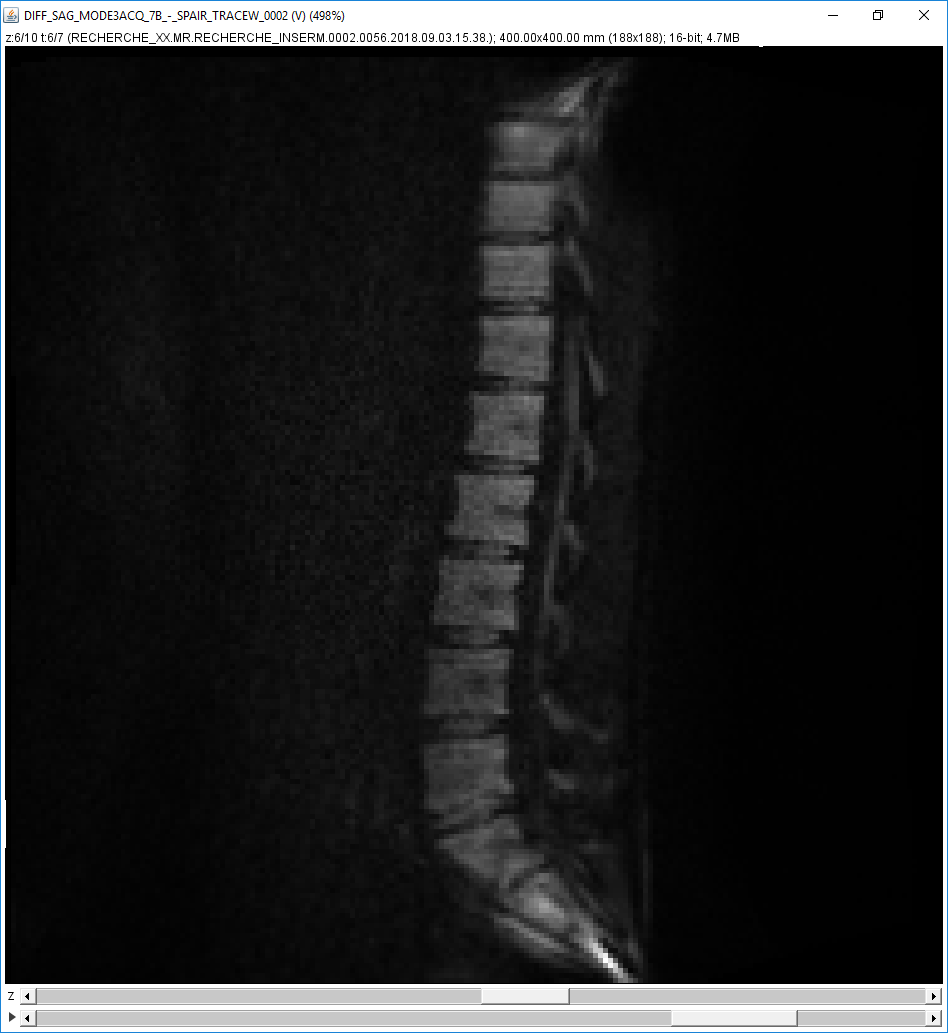 DIFF_SAG_MODE3ACQ_7B_-_SPAIR_TRACEW_0002 (V) (498%)
z:6/10 t:6/7 (RECHERCHE_XX.MR.RECHERCHE_INSERM.0002.0056.2018.09.03.15.38.); 400.00x400.00 mm (188x188); 16-bit; 4.7MB
Z